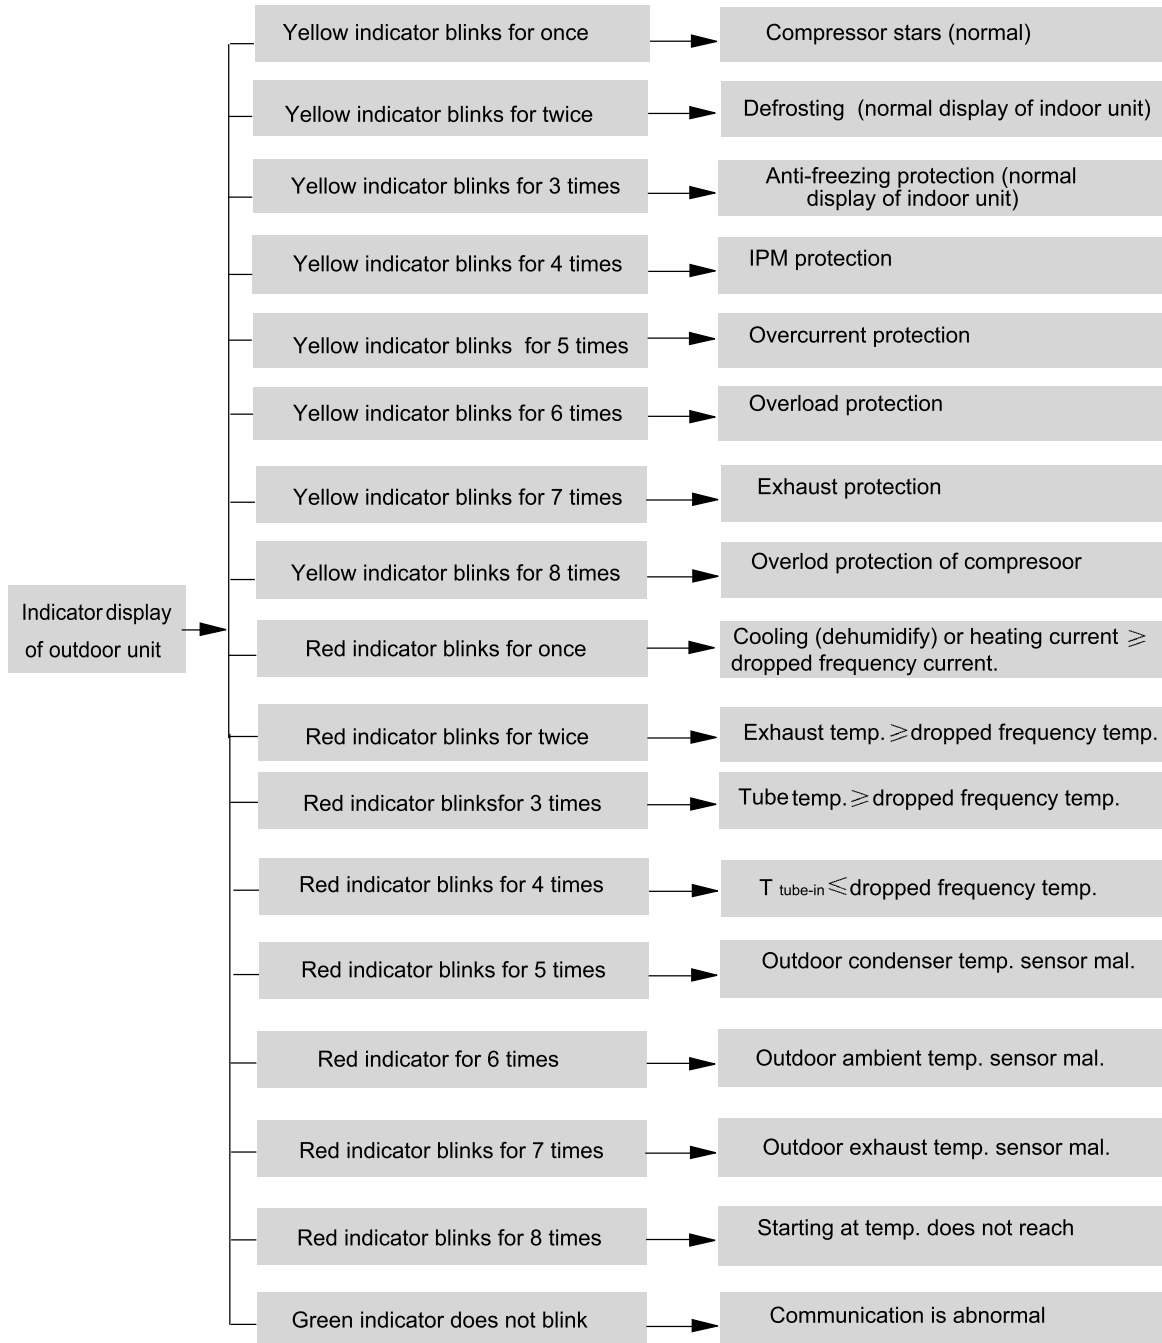 Yellow indicator blinks for once
Compressor stars (normal)
Yellow indicator blinks for twice
Defrosting (normal display of indoor unit)
Yellow indicator blinks for 3 times
Anti-freezing protection (normal
display of indoor unit)
Yellow indicator blinks for 4 times
IPM protection
Yellow indicator blinks for 5 times
Overcurrent protection
Yellow indicator blinks for 6 times
Overload protection
Yellow indicator blinks for 7 times
Exhaust protection
Yellow indicator blinks for 8 times
Overlod protection of compresoor
Indicator display
of outdoor unit
Red indicator blinks for once
Cooling (dehumidify) or heating current ⩾
dropped frequency current.
Red indicator blinks for twice
Exhaust temp. ⩾dropped frequency temp.
Red indicator blinksfor 3 times
Tube temp. ⩾dropped frequency temp.
Red indicator blinks for 4 times
T tube-in ⩽dropped frequency temp.
Red indicator blinks for 5 times
Outdoor condenser temp. sensor mal.
Red indicator for 6 times
Outdoor ambient temp. sensor mal.
Red indicator blinks for 7 times
Outdoor exhaust temp. sensor mal.
Red indicator blinks for 8 times
Starting at temp. does not reach
Green indicator does not blink
Communication is abnormal